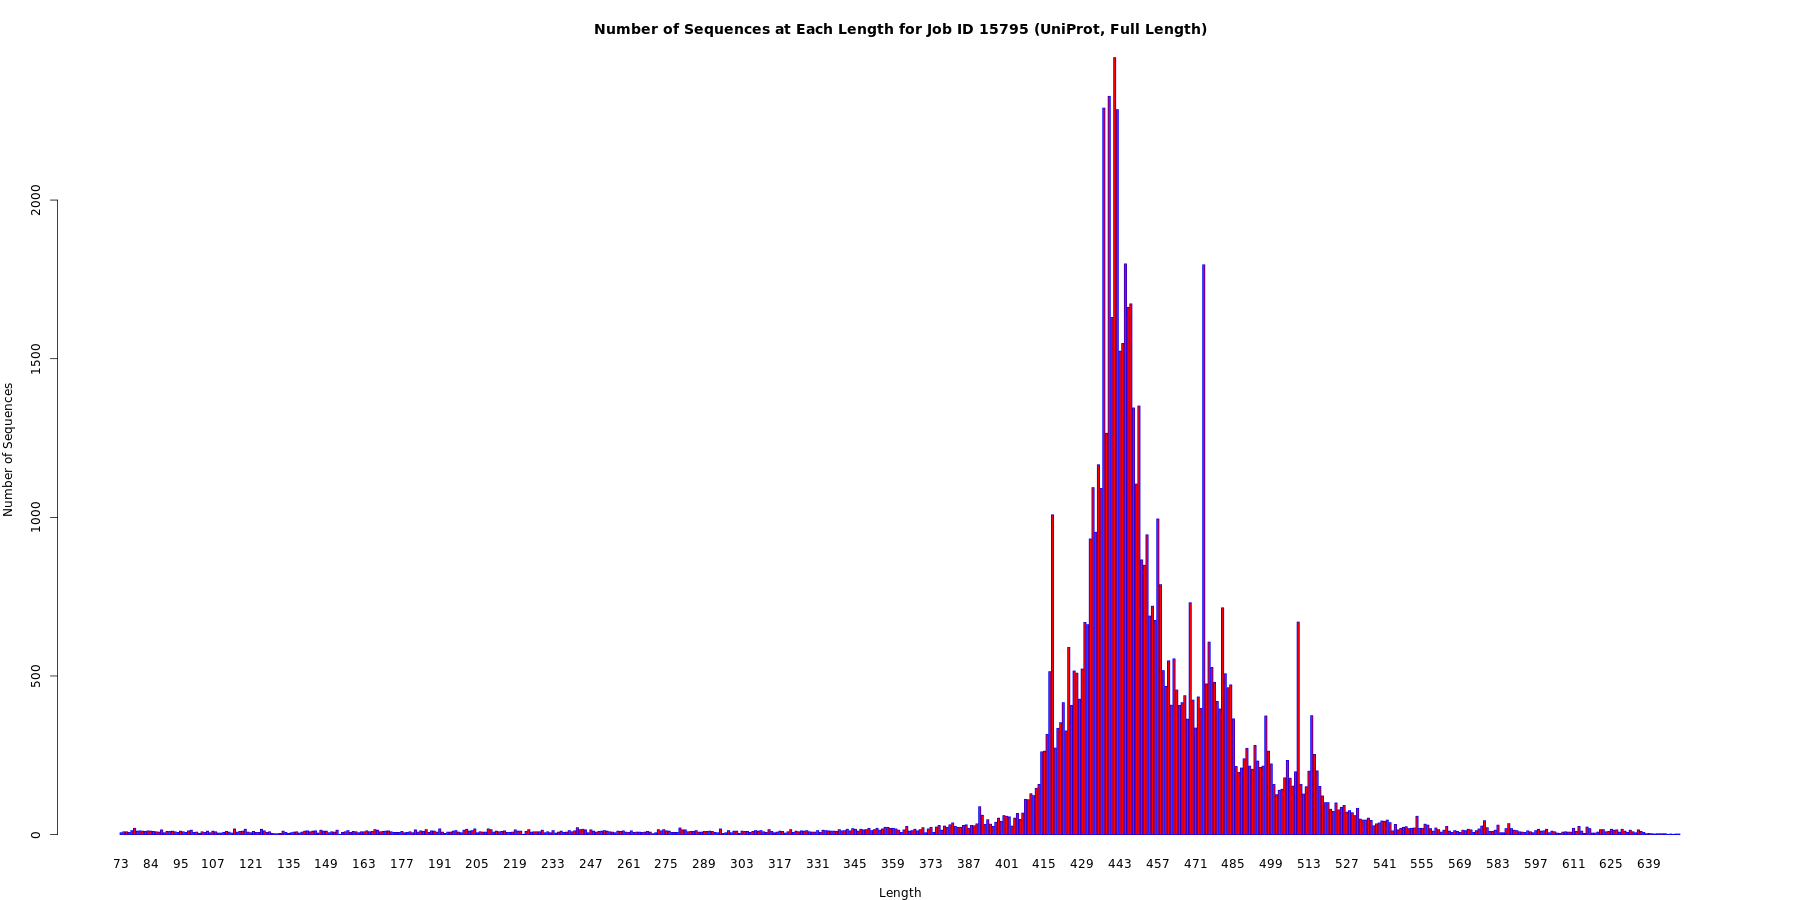 Number of Sequences at Each Length for Job ID 15795 (UniProt, Full Length)
Number of Sequences
2000
1500
1000
500
0
73 84 95 107 121 135 149 163 177 191 205 219 233 247 261 275 289 303 317 331 345 359 373 387 401 415 429 443 457 471 485 499 513 527 541 555 569 583 597 611 625 639
Length